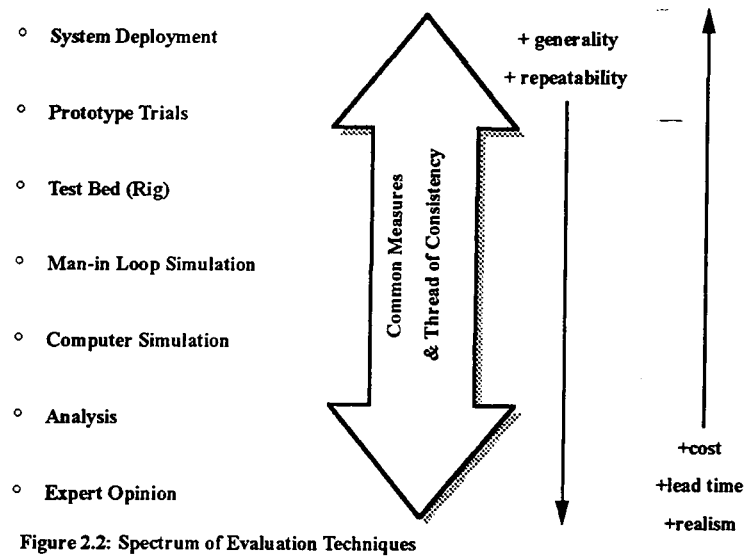 System Deployment
Prototype Trials
Test Bed (Rig)
Man-in Loop Simulation
Computer Simulation
Analysis
Expert Opinion
Common Measures
& Thread of Consistency
+ generality
+ repeatability
+cost
+lead time
+realism
Figure 2.2: Spectrum of Evaluation Techniques